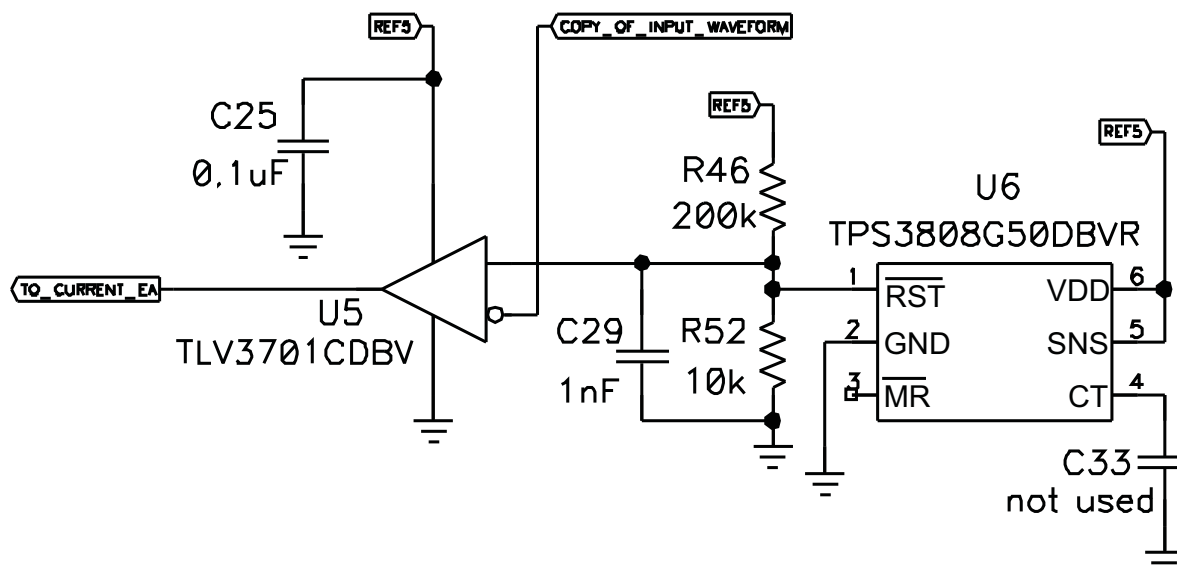 REF5
COPY_OF_INPUT_WAVEFORM
C25
0.1uF
REF5
REF5
R46
200k
U6
TPS3808G50DBVR
TO_CURRENT_EA
U5
TLV3701CDBV
C29
1nF
R52
10k
1
RST
2
GND
3
MR
VDD
6
SNS
5
CT
4
C33
not used